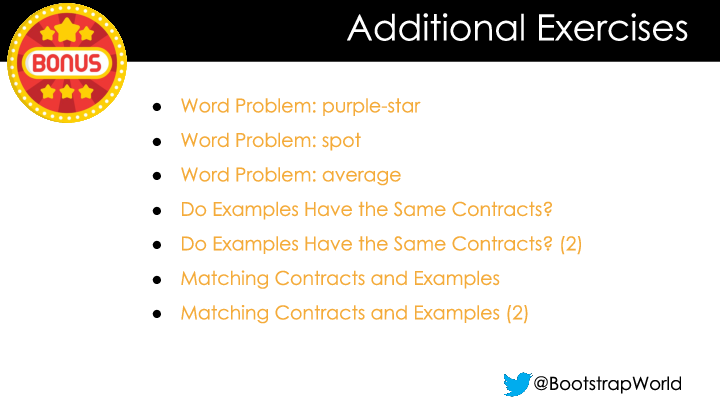 Additional Exercises
BONUS
● Word Problem: purple-star
● Word Problem: spot
● Word Problem: average
● Do Examples Have the Same Contracts?
● Do Examples Have the Same Contracts? (2)
● Matching Contracts and Examples
● Matching Contracts and Examples (2)
@BootstrapWorld